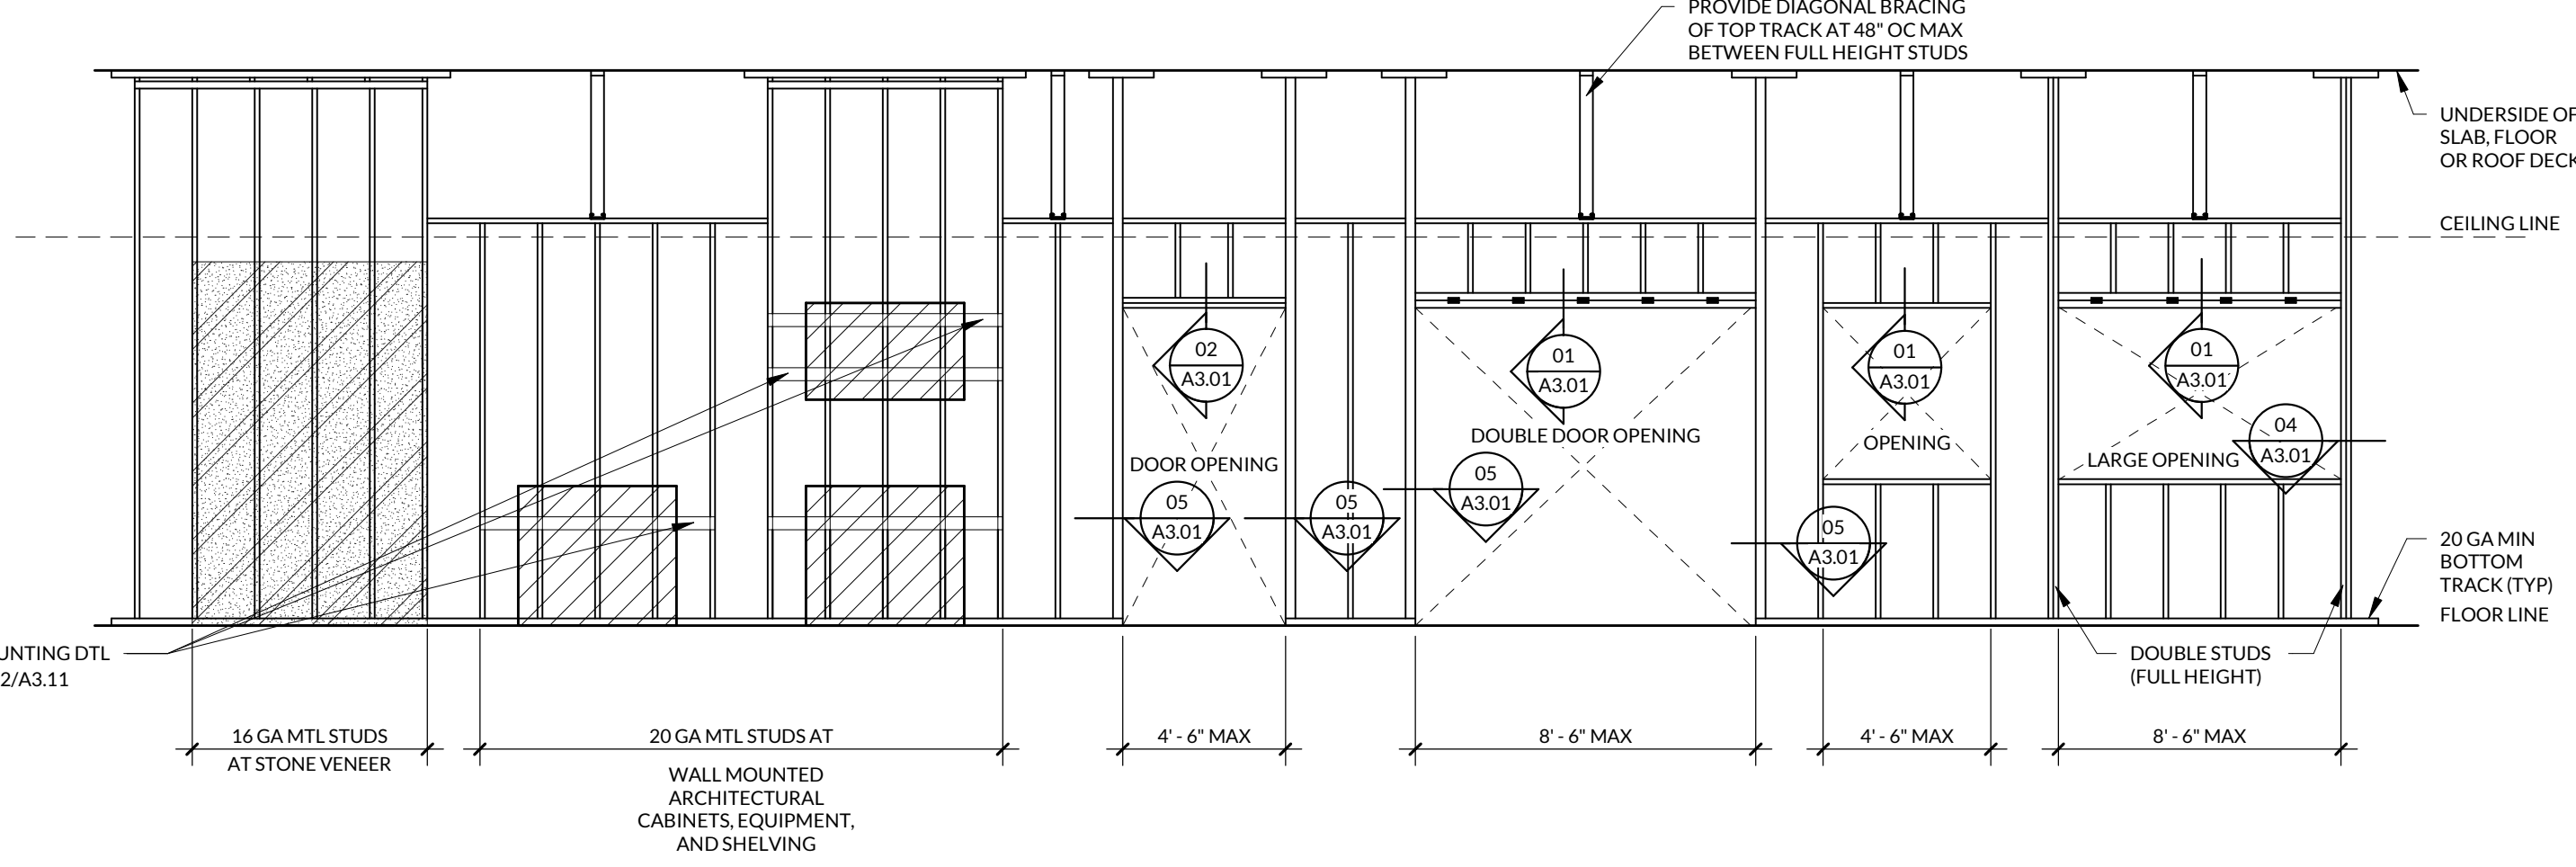 PROVIDE DIAGONAL BRACING
OF TOP TRACK AT 48" OC MAX
BETWEEN FULL HEIGHT STUDS
UNDERSIDE OF
SLAB, FLOOR
OR ROOF DECK
CEILING LINE
02
A3.01
01
A3.01
01
A3.01
01
A3.01
04
A3.01
DOOR OPENING
DOUBLE DOOR OPENING
OPENING
LARGE OPENING
05
A3.01
05
A3.01
05
A3.01
05
A3.01
20 GA MIN
BOTTOM
TRACK (TYP)
FLOOR LINE
DTL
2/A3.11
DOUBLE STUDS
(FULL HEIGHT)
16 GA MTL STUDS
AT STONE VENEER
20 GA MTL STUDS AT
WALL MOUNTED
ARCHITECTURAL
CABINETS, EQUIPMENT,
AND SHELVING
4' - 6" MAX
8' - 6" MAX
4' - 6" MAX
8' - 6" MAX